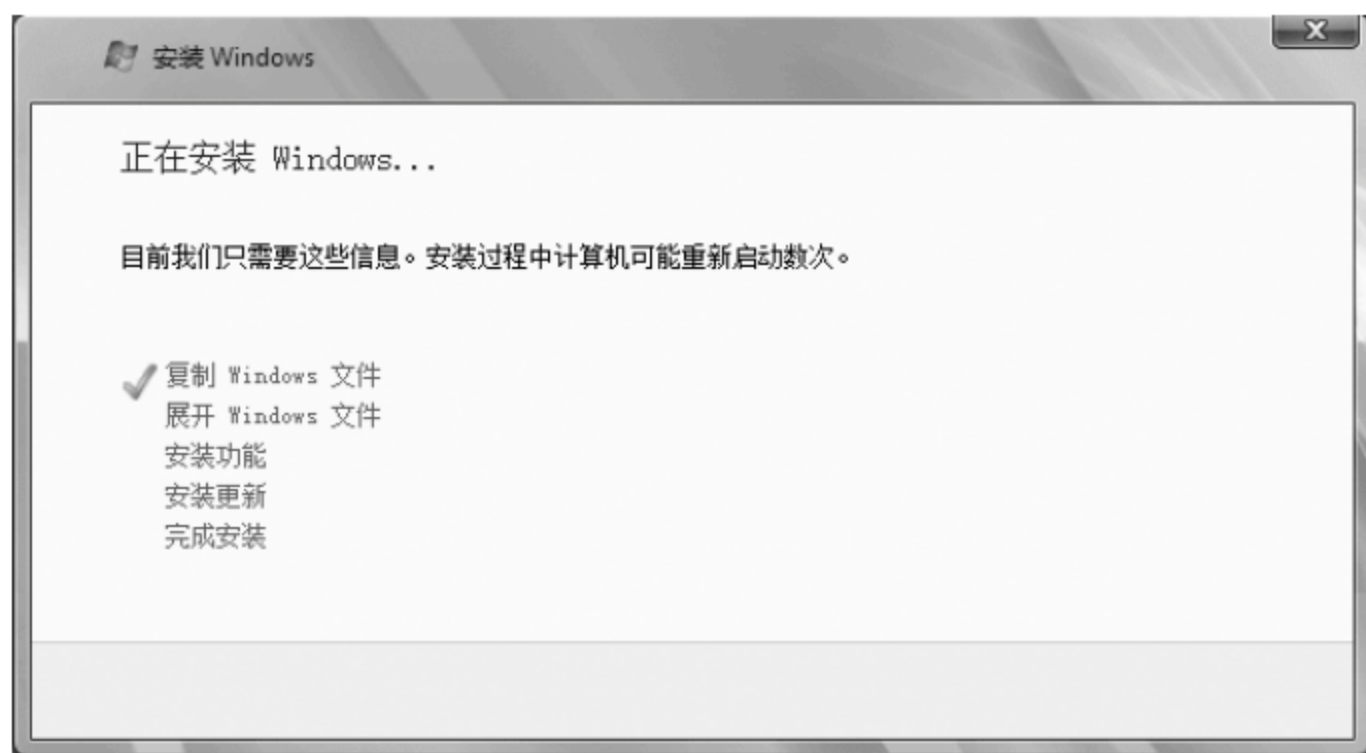 安装 Windows
正在安装 Windows...
目前我们只需要这些信息。安装过程中计算机可能重新启动数次。
复制 Windows 文件
展开 Windows 文件
安装功能
安装更新
完成安装